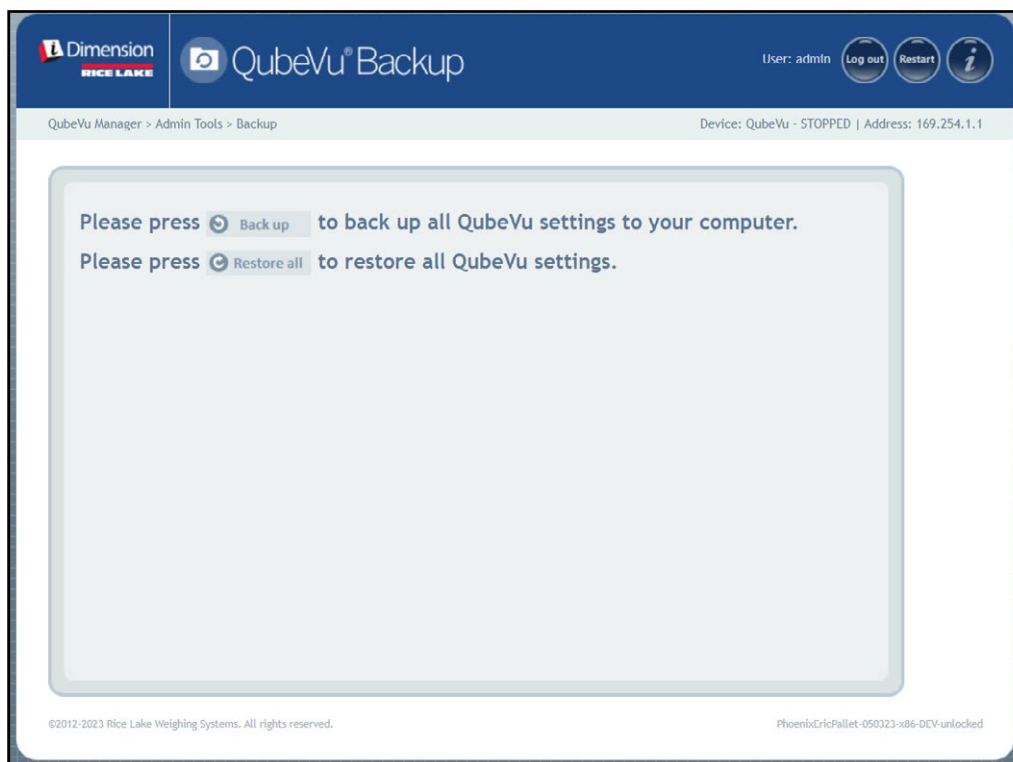 iDimension
RICE LAKE
QubeVu® Backup
User: admin
Log out
Restart
i
QubeVu Manager > Admin Tools > Backup
Device: QubeVu - STOPPED | Address: 169.254.1.1
Please press Back up to back up all QubeVu settings to your computer.
Please press Restore all to restore all QubeVu settings.
©2012-2023 Rice Lake Weighing Systems. All rights reserved.
PhoenixEricPallet-050323-x86-DEV-unlocked